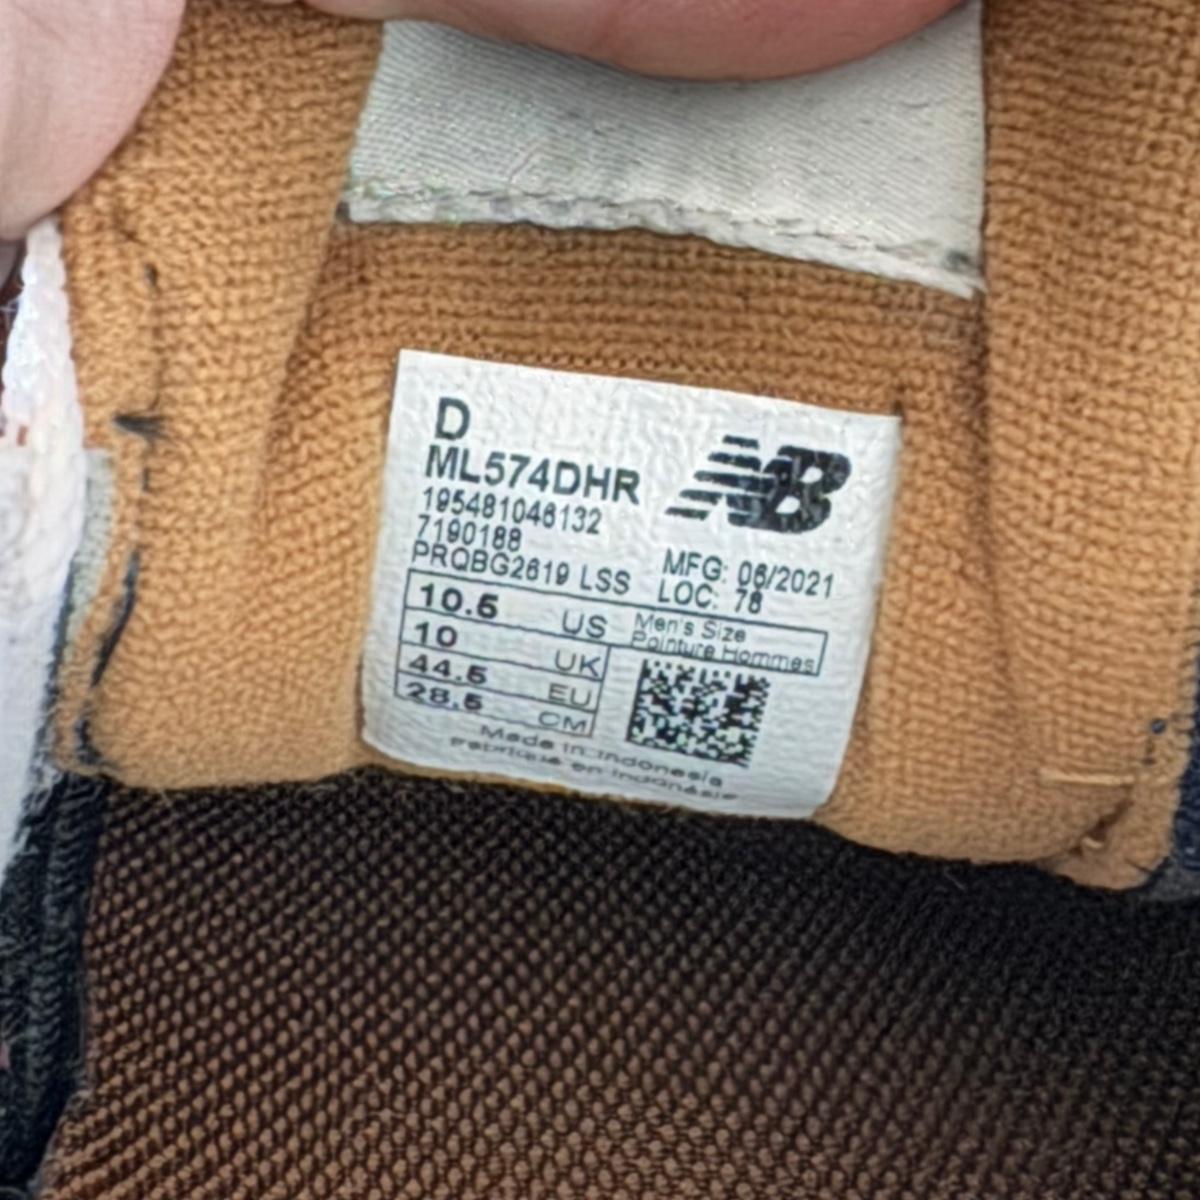 D
ML574DHR
NB
195481046132
7190188
PRQBG2619 LSS
MFG: 06/2021
LOC: 78
10.5 US
Men's Size
Pointure Hommes
10 UK
44.5 EU
28.5 CM
Made in Indonesia
Fabriqué en Indonésie